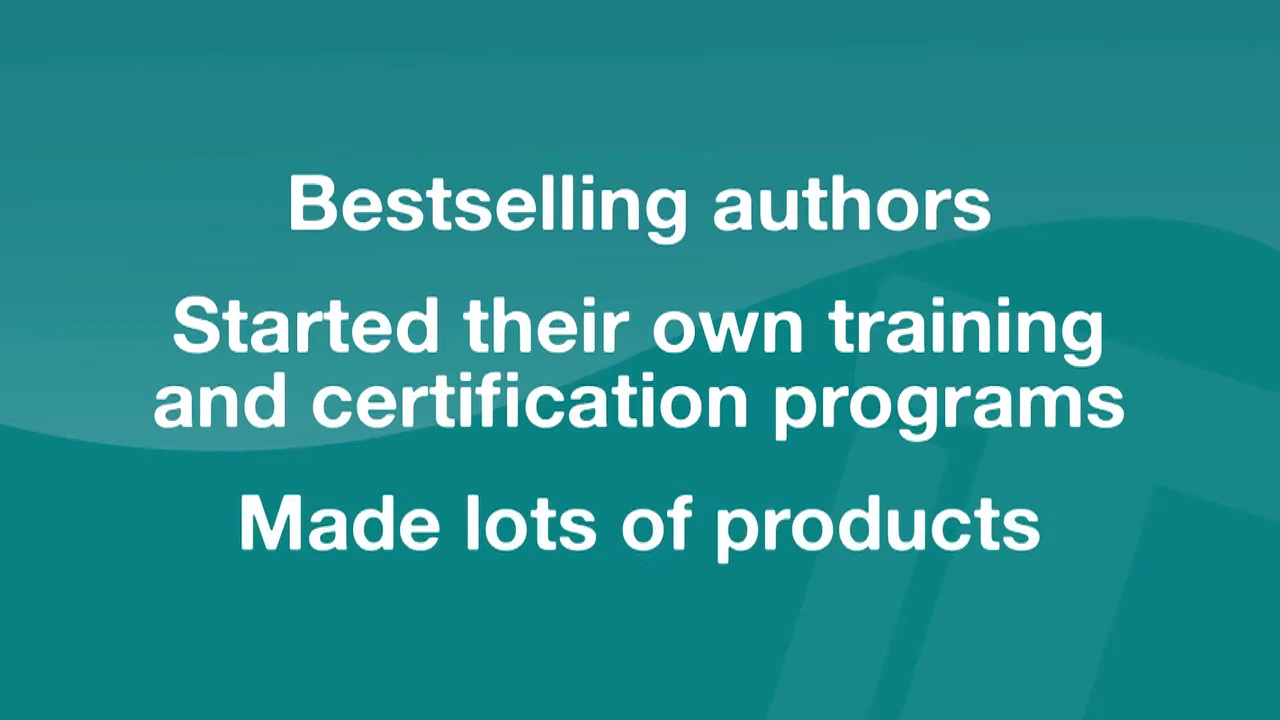 Bestselling authors
Started their own training
and certification programs
Made lots of products